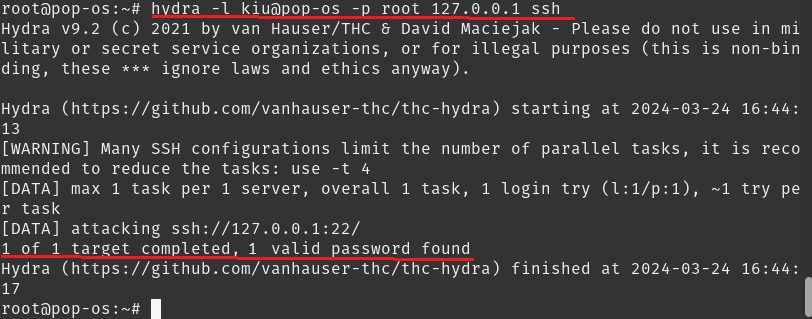 root@pop-os:~# hydra -l kiu@pop-os -p root 127.0.0.1 ssh
Hydra v9.2 (c) 2021 by van Hauser/THC & David Maciejak - Please do not use in mi
litary or secret service organizations, or for illegal purposes (this is non-bin
ding, these *** ignore laws and ethics anyway).

Hydra (https://github.com/vanhauser-thc/thc-hydra) starting at 2024-03-24 16:44:
13
[WARNING] Many SSH configurations limit the number of parallel tasks, it is reco
mmended to reduce the tasks: use -t 4
[DATA] max 1 task per 1 server, overall 1 task, 1 login try (l:1/p:1), ~1 try pe
r task
[DATA] attacking ssh://127.0.0.1:22/
1 of 1 target completed, 1 valid password found
Hydra (https://github.com/vanhauser-thc/thc-hydra) finished at 2024-03-24 16:44:
17
root@pop-os:~#